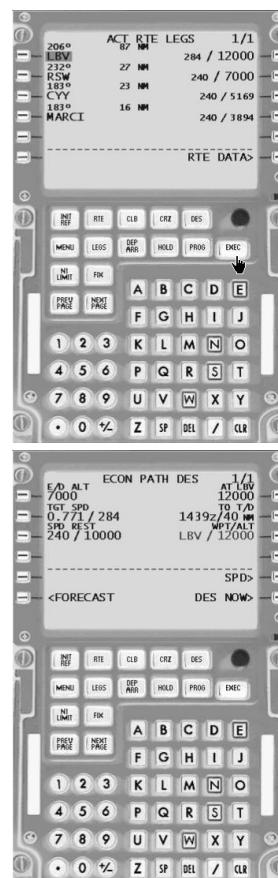 ACT RTE LEGS 1/1
206° 87 NM
LBV 284 / 12000
232° 27 NM
RSW 240 / 7000
183° 23 NM
CYY 240 / 5169
183° 16 NM
MARCI 240 / 3894
RTE DATA>
INIT REF RTE CLB CRZ DES
MENU LEGS DEP ARR HOLD PROG EXEC
N1 LIMIT FIX
PREV PAGE NEXT PAGE
A B C D E
F G H I J
1 2 3 K L M N O
4 5 6 P Q R S T
7 8 9 U V W X Y
. 0 +/- Z SP DEL / CLR
ECON PATH DES 1/1
E/D ALT AT LBV
7000 12000
TGT SPD TO T/D
0.771 / 284 1439z/40 NM
SPD REST WPT/ALT
240 / 10000 LBV / 12000
SPD>
<FORECAST DES NOW>
INIT REF RTE CLB CRZ DES
MENU LEGS DEP ARR HOLD PROG EXEC
N1 LIMIT FIX
PREV PAGE NEXT PAGE
A B C D E
F G H I J
1 2 3 K L M N O
4 5 6 P Q R S T
7 8 9 U V W X Y
. 0 +/- Z SP DEL / CLR